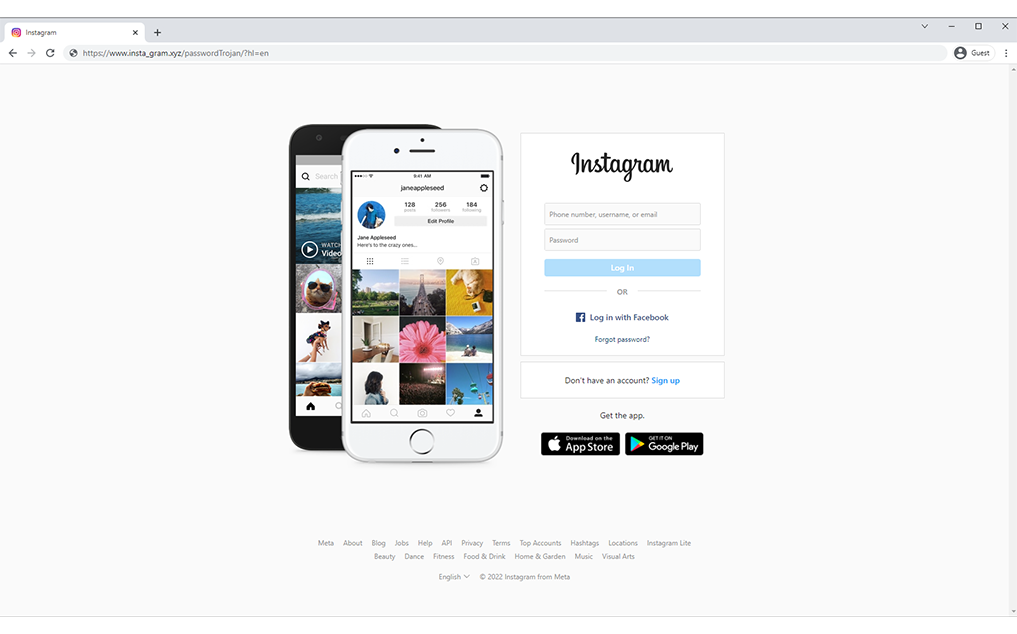 Instagram
https://www.insta_gram.xyz/passwordTrojan/?hl=en
Guest
Search
WATCH
Video
9:41 AM
janeappleseed
128 256 184
posts followers following
Edit Profile
Jane Appleseed
Here's to the crazy ones...
Instagram
Phone number, username, or email
Password
Log In
OR
Log in with Facebook
Forgot password?
Don't have an account? Sign up
Get the app.
Download on the
App Store
GET IT ON
Google Play
Meta About Blog Jobs Help API Privacy Terms Top Accounts Hashtags Locations Instagram Lite
Beauty Dance Fitness Food & Drink Home & Garden Music Visual Arts
English © 2022 Instagram from Meta